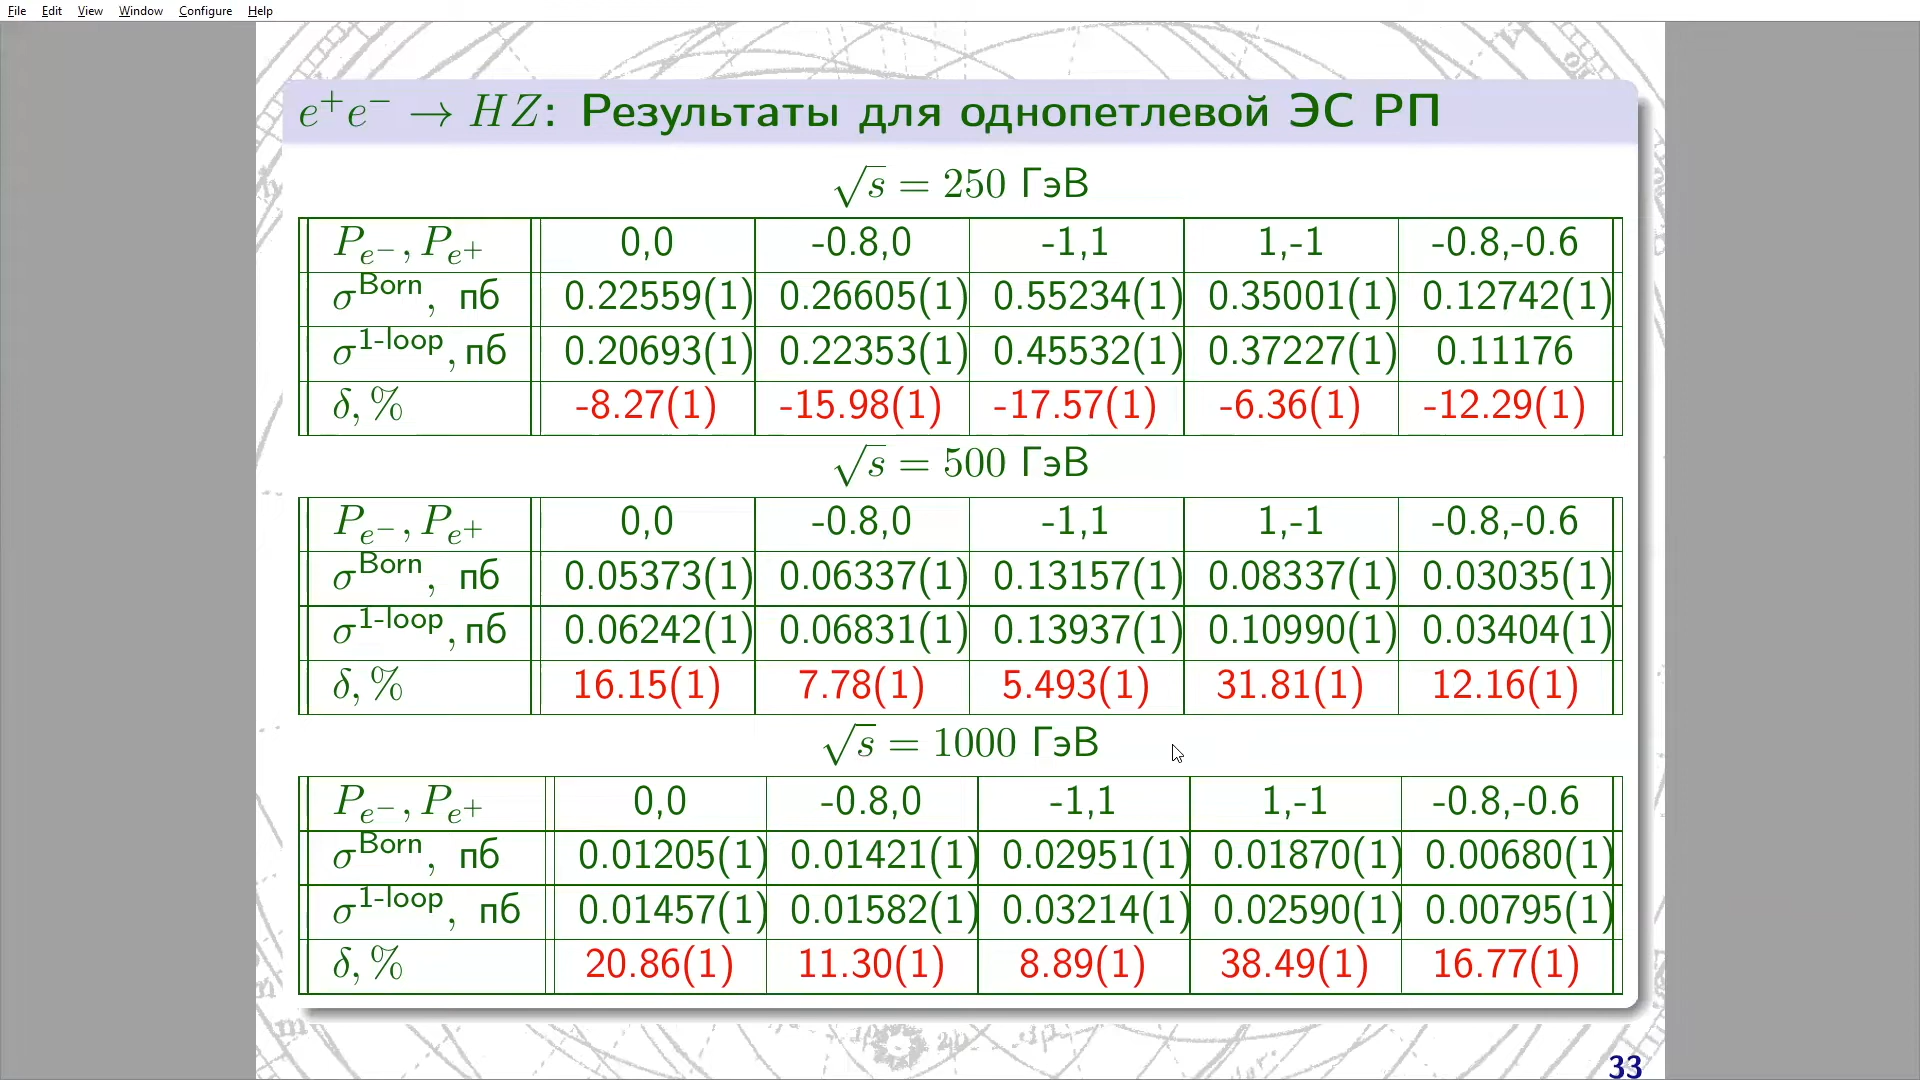 File Edit View Window Configure Help
e⁺e⁻ → HZ: Результаты для однопетлевой ЭС РП
√s = 250 ГэВ
P_e⁻, P_e⁺ 0,0 -0.8,0 -1,1 1,-1 -0.8,-0.6
σ^Born, пб 0.22559(1) 0.26605(1) 0.55234(1) 0.35001(1) 0.12742(1)
σ^1-loop, пб 0.20693(1) 0.22353(1) 0.45532(1) 0.37227(1) 0.11176
δ, % -8.27(1) -15.98(1) -17.57(1) -6.36(1) -12.29(1)
√s = 500 ГэВ
P_e⁻, P_e⁺ 0,0 -0.8,0 -1,1 1,-1 -0.8,-0.6
σ^Born, пб 0.05373(1) 0.06337(1) 0.13157(1) 0.08337(1) 0.03035(1)
σ^1-loop, пб 0.06242(1) 0.06831(1) 0.13937(1) 0.10990(1) 0.03404(1)
δ, % 16.15(1) 7.78(1) 5.493(1) 31.81(1) 12.16(1)
√s = 1000 ГэВ
P_e⁻, P_e⁺ 0,0 -0.8,0 -1,1 1,-1 -0.8,-0.6
σ^Born, пб 0.01205(1) 0.01421(1) 0.02951(1) 0.01870(1) 0.00680(1)
σ^1-loop, пб 0.01457(1) 0.01582(1) 0.03214(1) 0.02590(1) 0.00795(1)
δ, % 20.86(1) 11.30(1) 8.89(1) 38.49(1) 16.77(1)
33